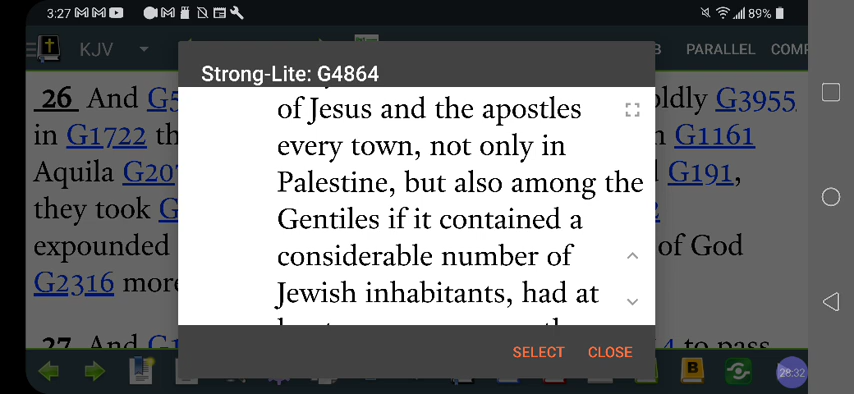 3:27
89%
KJV
PARALLEL
Strong-Lite: G4864
of Jesus and the apostles
every town, not only in
Palestine, but also among the
Gentiles if it contained a
considerable number of
Jewish inhabitants, had at
SELECT CLOSE
26 And
G3955
in G1722
G1161
Aquila
G191,
they took
expounded
of God
G2316
27 And
to pass
B
28:32